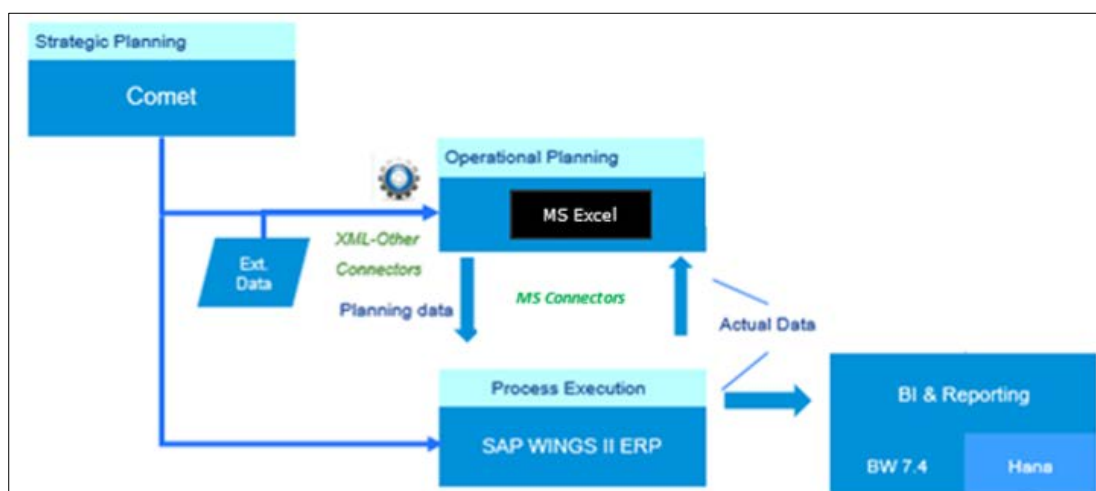 Strategic Planning
Comet
Operational Planning
MS Excel
XML-Other
Connectors
Ext.
Data
Planning data
MS Connectors
Actual Data
Process Execution
SAP WINGS II ERP
BI & Reporting
BW 7.4
Hana